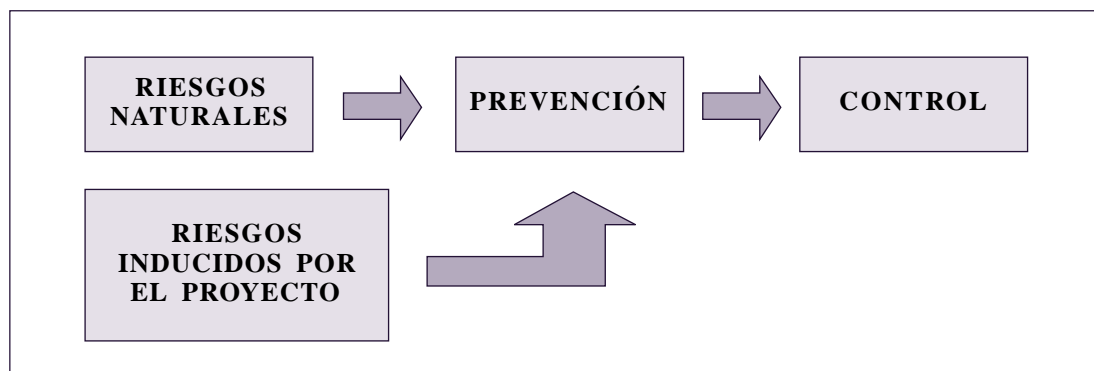 RIESGOS
NATURALES
PREVENCIÓN
CONTROL
RIESGOS
INDUCIDOS POR
EL PROYECTO